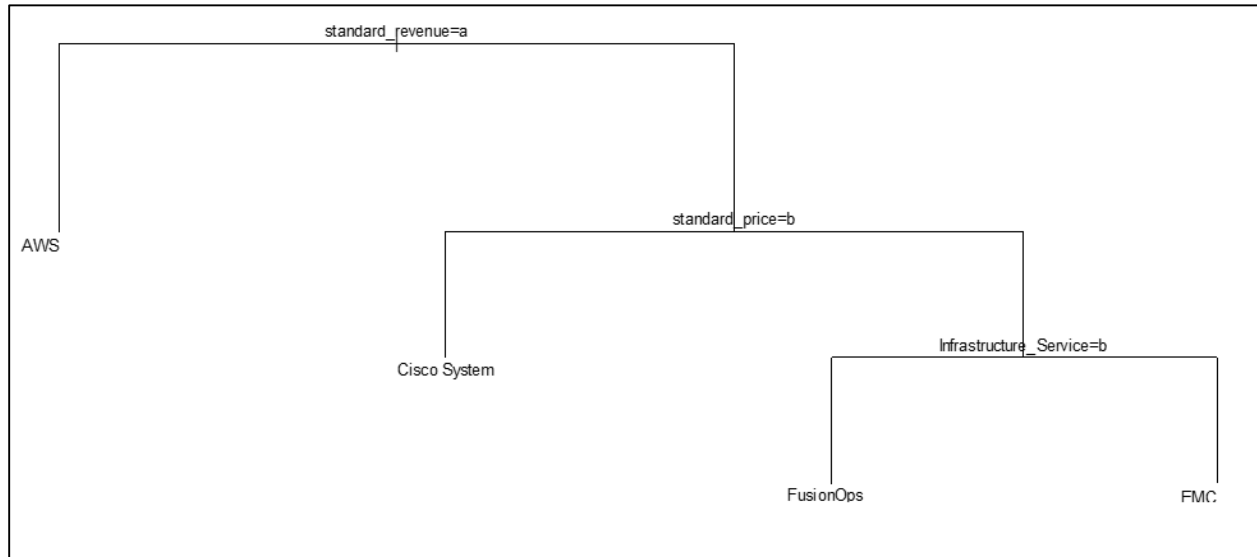 standard_revenue=a
AWS
standard_price=b
Cisco System
Infrastructure_Service=b
FusionOps
EMC